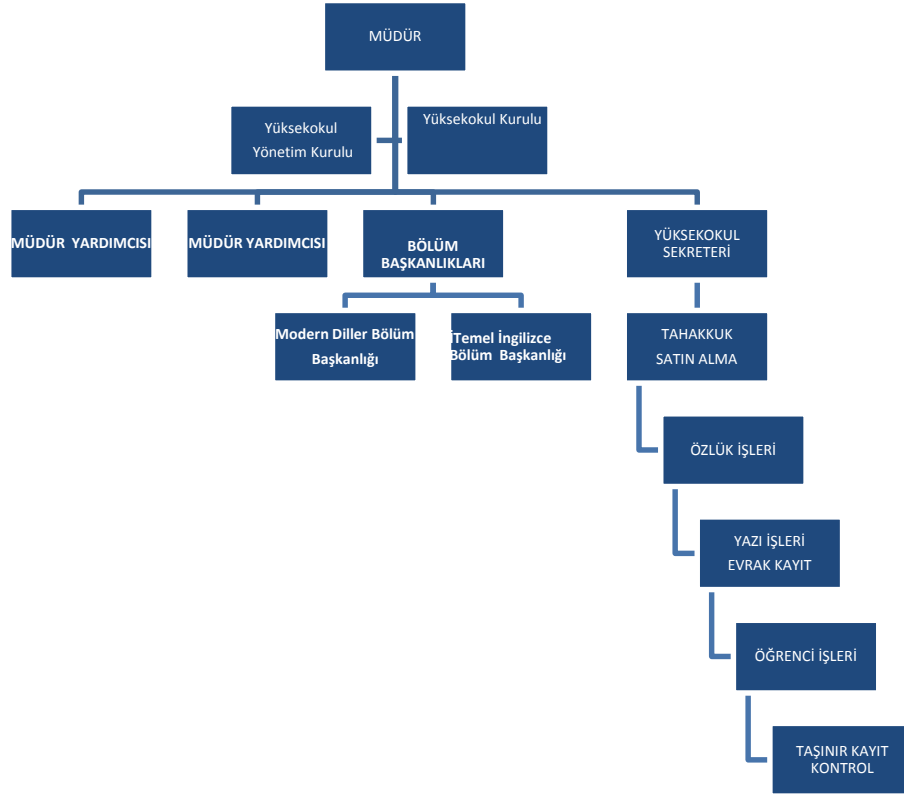 MÜDÜR
Yüksekokul
Yönetim Kurulu
Yüksekokul Kurulu
MÜDÜR YARDIMCISI
MÜDÜR YARDIMCISI
BÖLÜM
BAŞKANLIKLARI
YÜKSEKOKUL
SEKRETERİ
Modern Diller Bölüm
Başkanlığı
İTemel İngilizce
Bölüm Başkanlığı
TAHAKKUK
SATIN ALMA
ÖZLÜK İŞLERİ
YAZI İŞLERİ
EVRAK KAYIT
ÖĞRENCİ İŞLERİ
TAŞINIR KAYIT
KONTROL